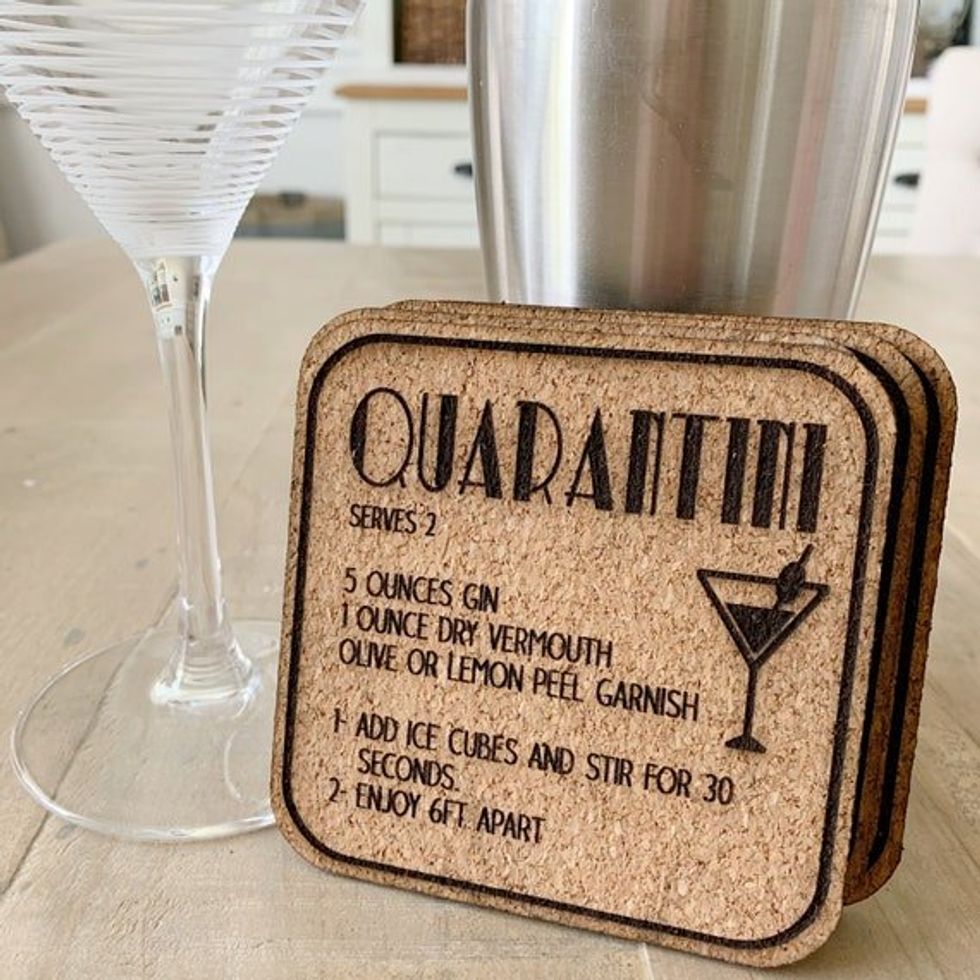 QUARANTINI
SERVES 2
5 OUNCES GIN
1 OUNCE DRY VERMOUTH
OLIVE OR LEMON PEEL GARNISH
1- ADD ICE CUBES AND STIR FOR 30
SECONDS.
2- ENJOY 6FT. APART